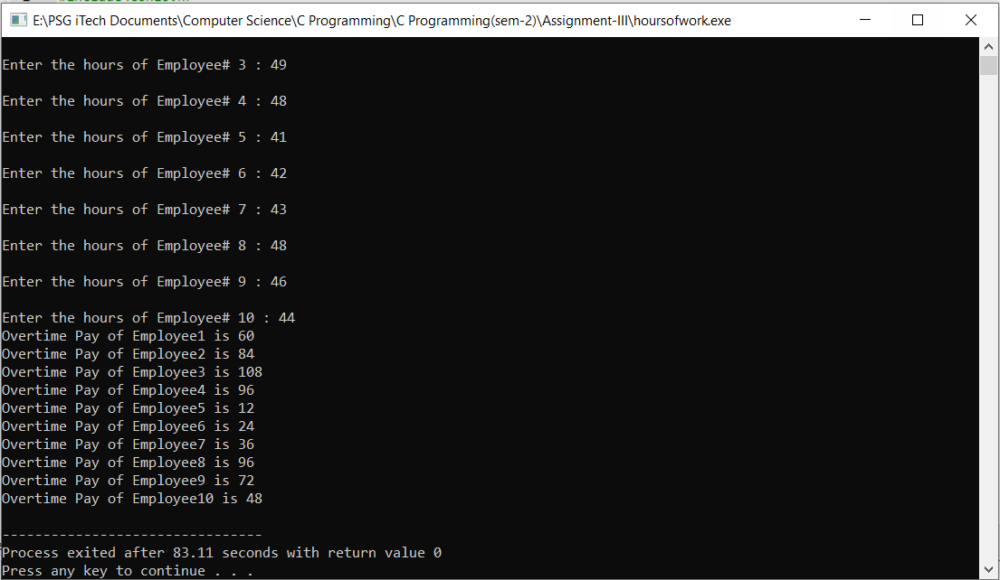 E:\PSG iTech Documents\Computer Science\C Programming\C Programming(sem-2)\Assignment-III\hoursofwork.exe
Enter the hours of Employee# 3 : 49
Enter the hours of Employee# 4 : 48
Enter the hours of Employee# 5 : 41
Enter the hours of Employee# 6 : 42
Enter the hours of Employee# 7 : 43
Enter the hours of Employee# 8 : 48
Enter the hours of Employee# 9 : 46
Enter the hours of Employee# 10 : 44
Overtime Pay of Employee1 is 60
Overtime Pay of Employee2 is 84
Overtime Pay of Employee3 is 108
Overtime Pay of Employee4 is 96
Overtime Pay of Employee5 is 12
Overtime Pay of Employee6 is 24
Overtime Pay of Employee7 is 36
Overtime Pay of Employee8 is 96
Overtime Pay of Employee9 is 72
Overtime Pay of Employee10 is 48
--------------------------------
Process exited after 83.11 seconds with return value 0
Press any key to continue . . .